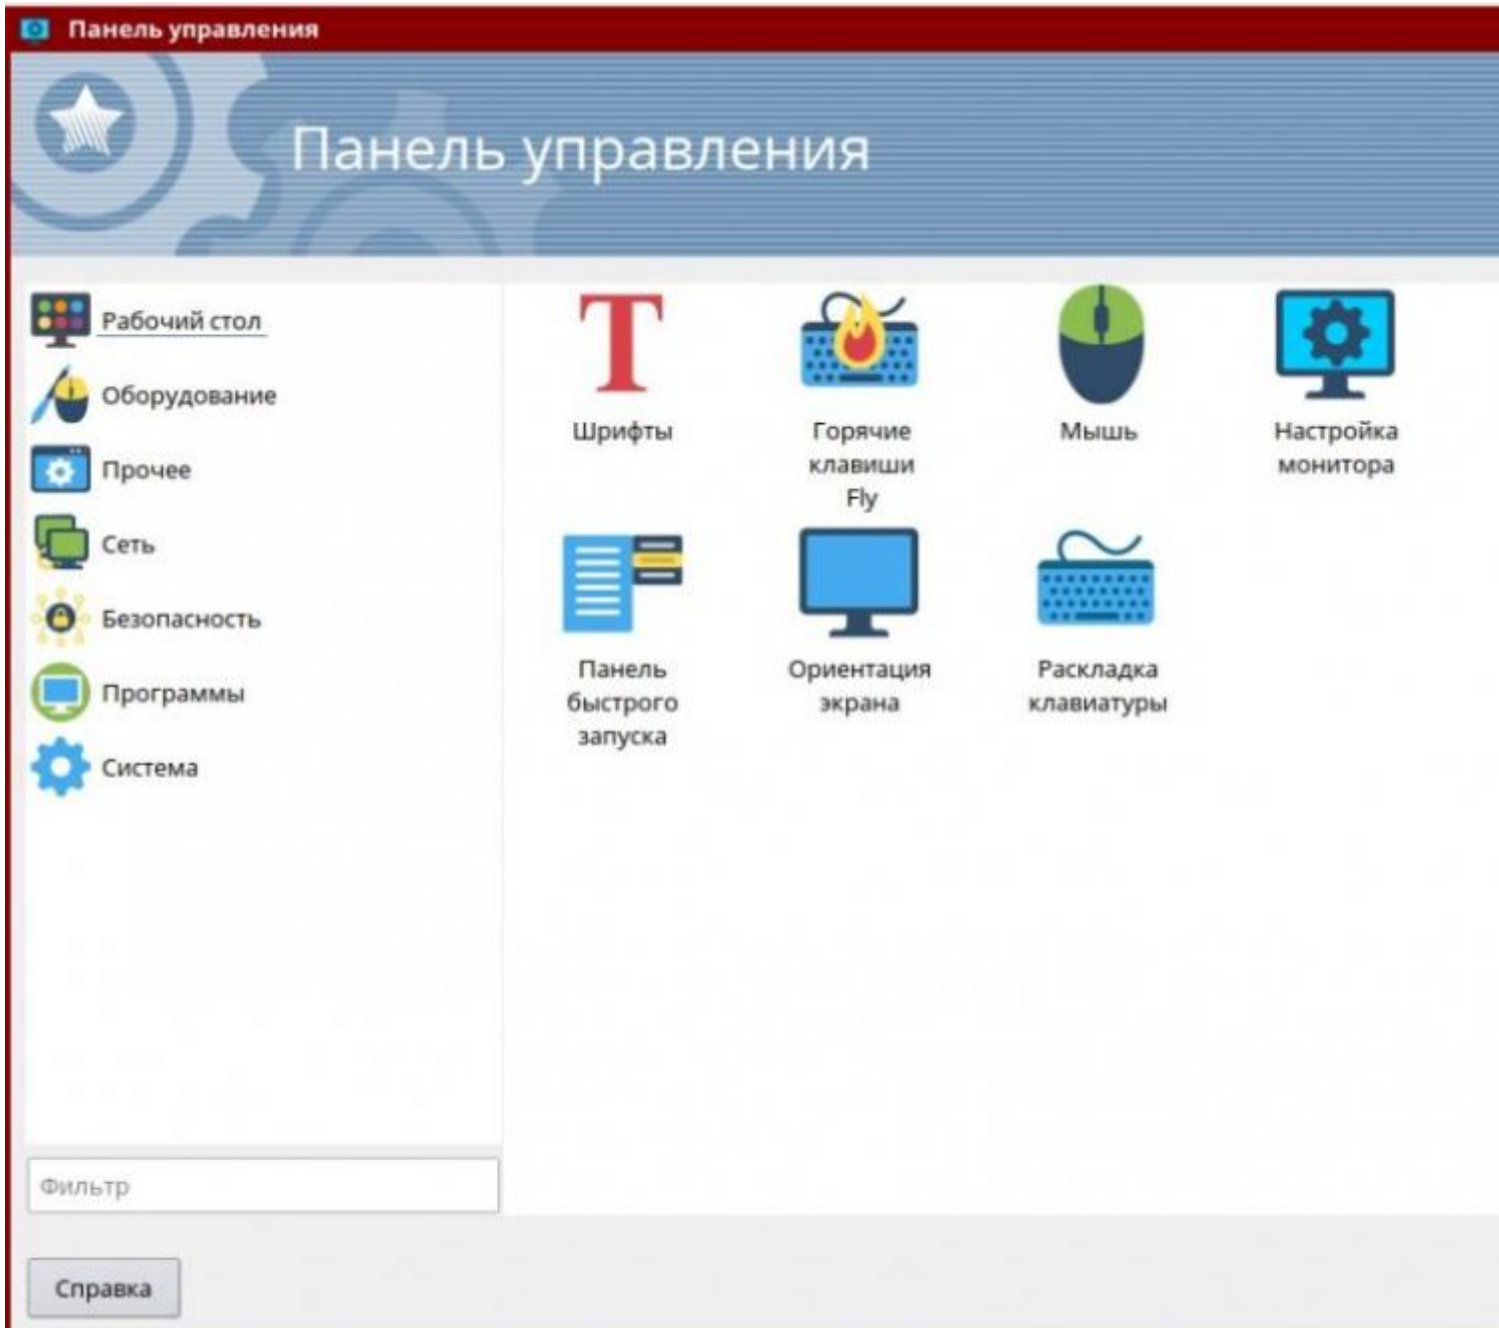 Панель управления
Панель управления
Рабочий стол
Оборудование
Прочее
Сеть
Безопасность
Программы
Система
Шрифты
Горячие
клавиши
Fly
Мышь
Настройка
монитора
Панель
быстрого
запуска
Ориентация
экрана
Раскладка
клавиатуры
Фильтр
Справка